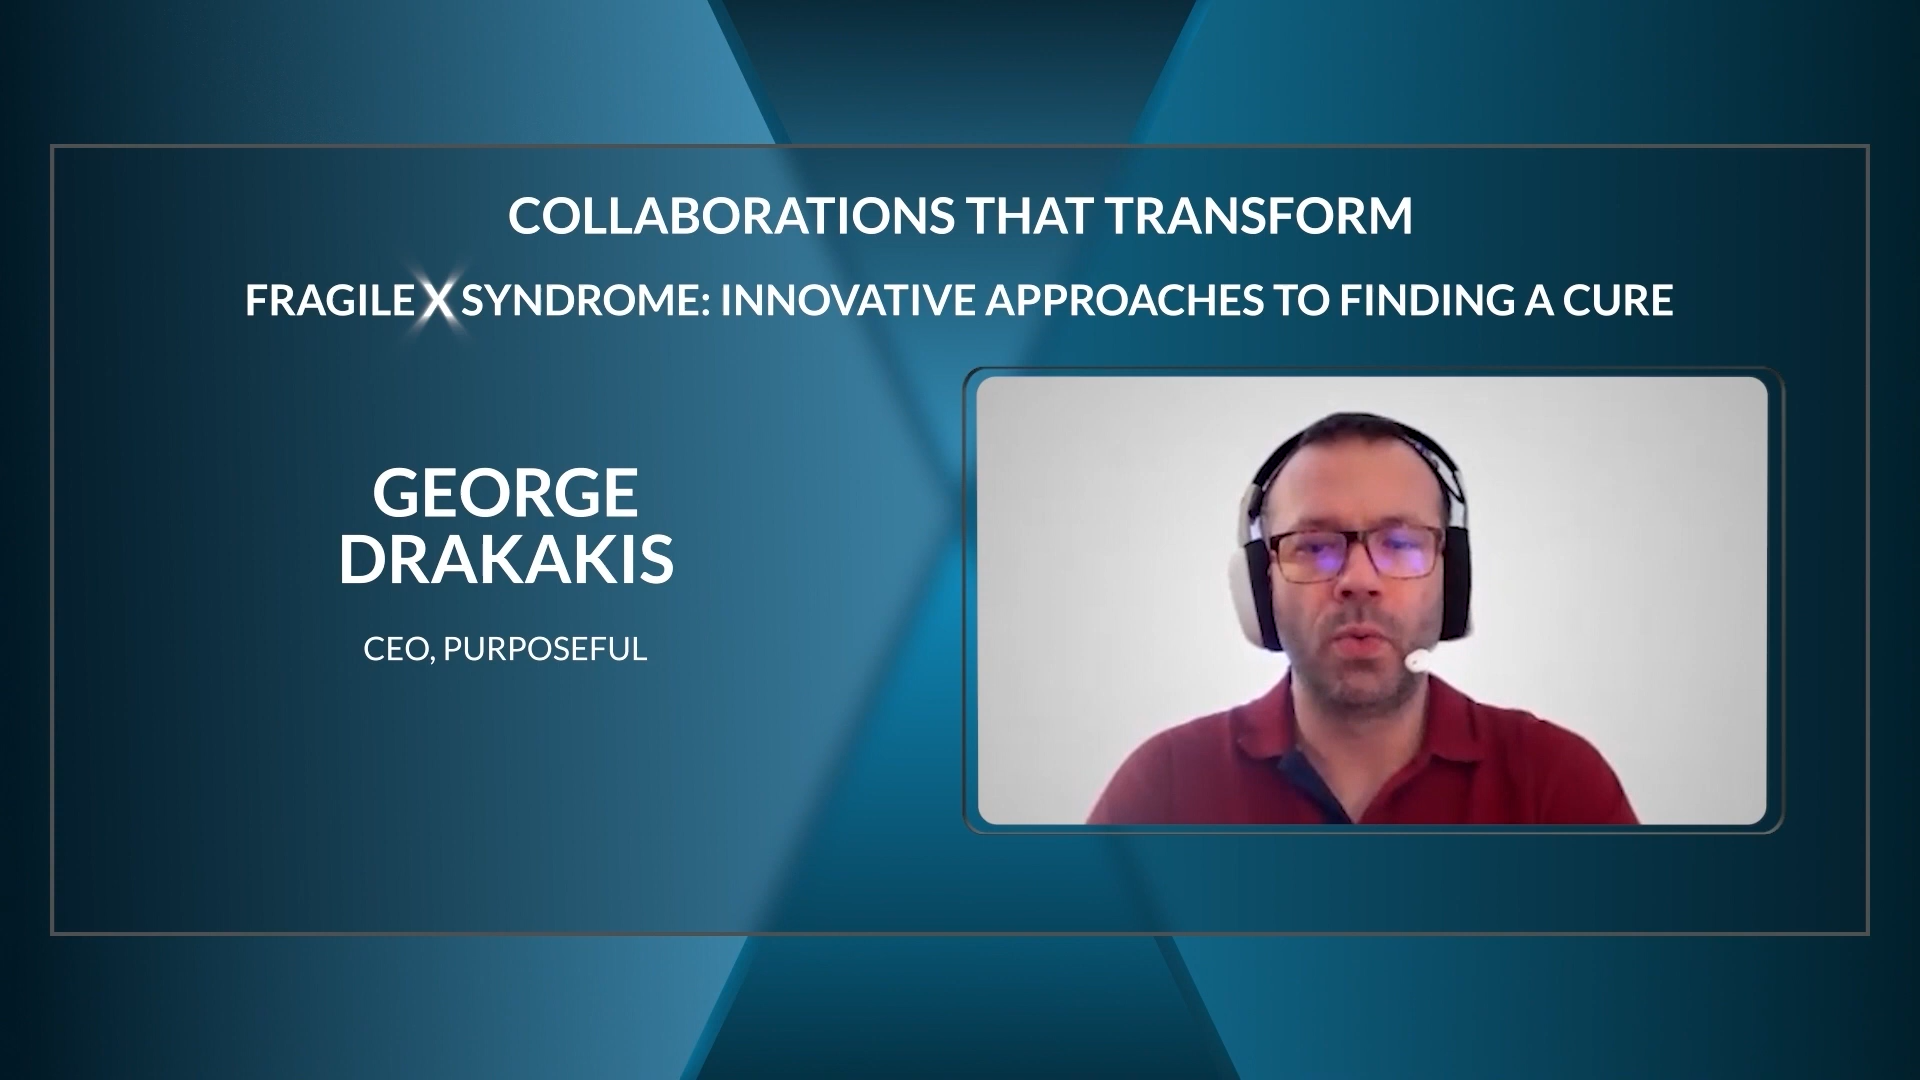 COLLABORATIONS THAT TRANSFORM
FRAGILE X SYNDROME: INNOVATIVE APPROACHES TO FINDING A CURE
GEORGE
DRAKAKIS
CEO, PURPOSEFUL